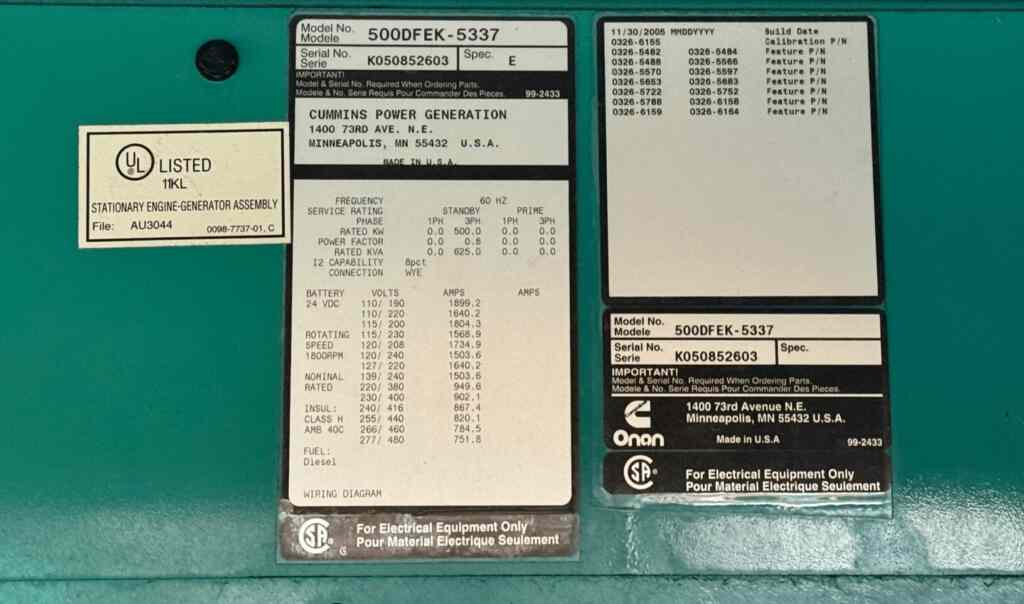 UL LISTED
11KL
STATIONARY ENGINE-GENERATOR ASSEMBLY
File: AU3044 0098-7737-01, C
Model No.
Modele 500DFEK-5337
Serial No.
Serie K050852603 Spec. E
IMPORTANT!
Model & Serial No. Required When Ordering Parts.
Modele & No. Serie Requis Pour Commander Des Pieces. 99-2433
CUMMINS POWER GENERATION
1400 73RD AVE. N.E.
MINNEAPOLIS, MN 55432 U.S.A.
MADE IN U.S.A.
FREQUENCY 60 HZ
SERVICE RATING STANDBY PRIME
PHASE 1PH 3PH 1PH 3PH
RATED KW 0.0 500.0 0.0 0.0
POWER FACTOR 0.0 0.8 0.0 0.0
RATED KVA 0.0 625.0 0.0 0.0
I2 CAPABILITY 8pct
CONNECTION WYE
BATTERY VOLTS AMPS AMPS
24 VDC 110/ 190 1899.2
110/ 220 1640.2
115/ 200 1804.3
ROTATING 115/ 230 1568.9
SPEED 120/ 208 1734.9
1800RPM 120/ 240 1503.6
127/ 220 1640.2
NOMINAL 139/ 240 1503.6
RATED 220/ 380 949.6
230/ 400 902.1
INSUL: 240/ 416 867.4
CLASS H 255/ 440 820.1
AMB 40C 266/ 460 784.5
277/ 480 751.8
FUEL:
Diesel
WIRING DIAGRAM
CSA For Electrical Equipment Only
Pour Material Electrique Seulement
11/30/2005 MMDDYYYY Build Date
0326-6155 Calibration P/N
0326-5482 0326-5484 Feature P/N
0326-5488 0326-5566 Feature P/N
0326-5570 0326-5597 Feature P/N
0326-5653 0326-5683 Feature P/N
0326-5722 0326-5752 Feature P/N
0326-5788 0326-6158 Feature P/N
0326-6159 0326-6164 Feature P/N
Model No.
Modele 500DFEK-5337
Serial No.
Serie K050852603 Spec.
IMPORTANT!
Model & Serial No. Required When Ordering Parts.
Modele & No. Serie Requis Pour Commander Des Pieces.
1400 73rd Avenue N.E.
Minneapolis, MN 55432 U.S.A.
Onan Made in U.S.A 99-2433
CSA For Electrical Equipment Only
Pour Material Electrique Seulement